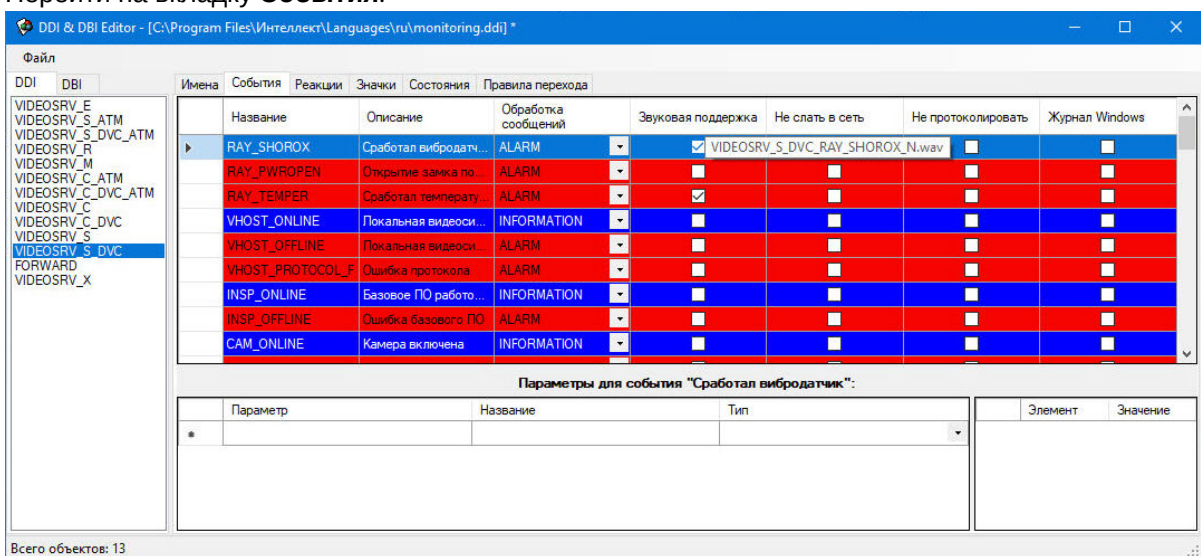 Перейти на вкладку События.
DDI & DBI Editor - [C:\Program Files\Интеллект\Languages\ru\monitoring.ddi] *
Файл
DDI DBI
Имена События Реакции Значки Состояния Правила перехода
VIDEOSRV_E
VIDEOSRV_S_ATM
VIDEOSRV_S_DVC_ATM
VIDEOSRV_R
VIDEOSRV_M
VIDEOSRV_C_ATM
VIDEOSRV_C_DVC_ATM
VIDEOSRV_C
VIDEOSRV_C_DVC
VIDEOSRV_S
VIDEOSRV_S_DVC
FORWARD
VIDEOSRV_X
Название Описание Обработка сообщений Звуковая поддержка Не слать в сеть Не протоколировать Журнал Windows
RAY_SHOROX Сработал вибродатч... ALARM VIDEOSRV_S_DVC_RAY_SHOROX_N.wav
RAY_PWROPEN Открытие замка по... ALARM
RAY_TEMPER Сработал температу... ALARM
VHOST_ONLINE Локальная видеоси... INFORMATION
VHOST_OFFLINE Локальная видеоси... ALARM
VHOST_PROTOCOL_F Ошибка протокола ALARM
INSP_ONLINE Базовое ПО работо... INFORMATION
INSP_OFFLINE Ошибка базового ПО ALARM
CAM_ONLINE Камера включена INFORMATION
Параметры для события "Сработал вибродатчик":
Параметр Название Тип
Элемент Значение
Всего объектов: 13